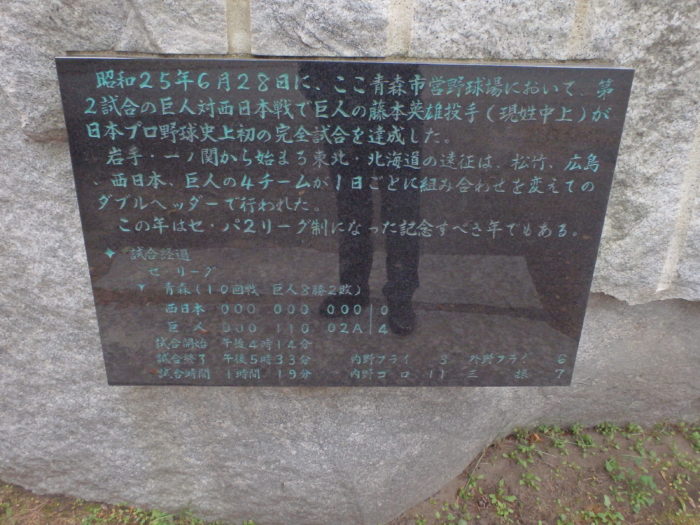 昭和25年6月28日に、ここ青森市営野球場において、第
2試合の巨人対西日本戦で巨人の藤本英雄投手(現姓中上)が
日本プロ野球史上初の完全試合を達成した。
岩手・一ノ関から始まる東北・北海道の遠征は、松竹、広島
、西日本、巨人の4チームが1日ごとに組み合わせを変えての
ダブルヘッダーで行われた。
この年はセ・パ2リーグ制になった記念すべき年でもある。
✦ 試合経過
セ リーグ
▼ 青森(10回戦 巨人8勝2敗)
西日本 000 000 000 0
巨人 000 110 02A 4
試合開始 午後4時14分
試合終了 午後5時33分 内野フライ 3 外野フライ 6
試合時間 1時間19分 内野ゴロ 11 三振 7